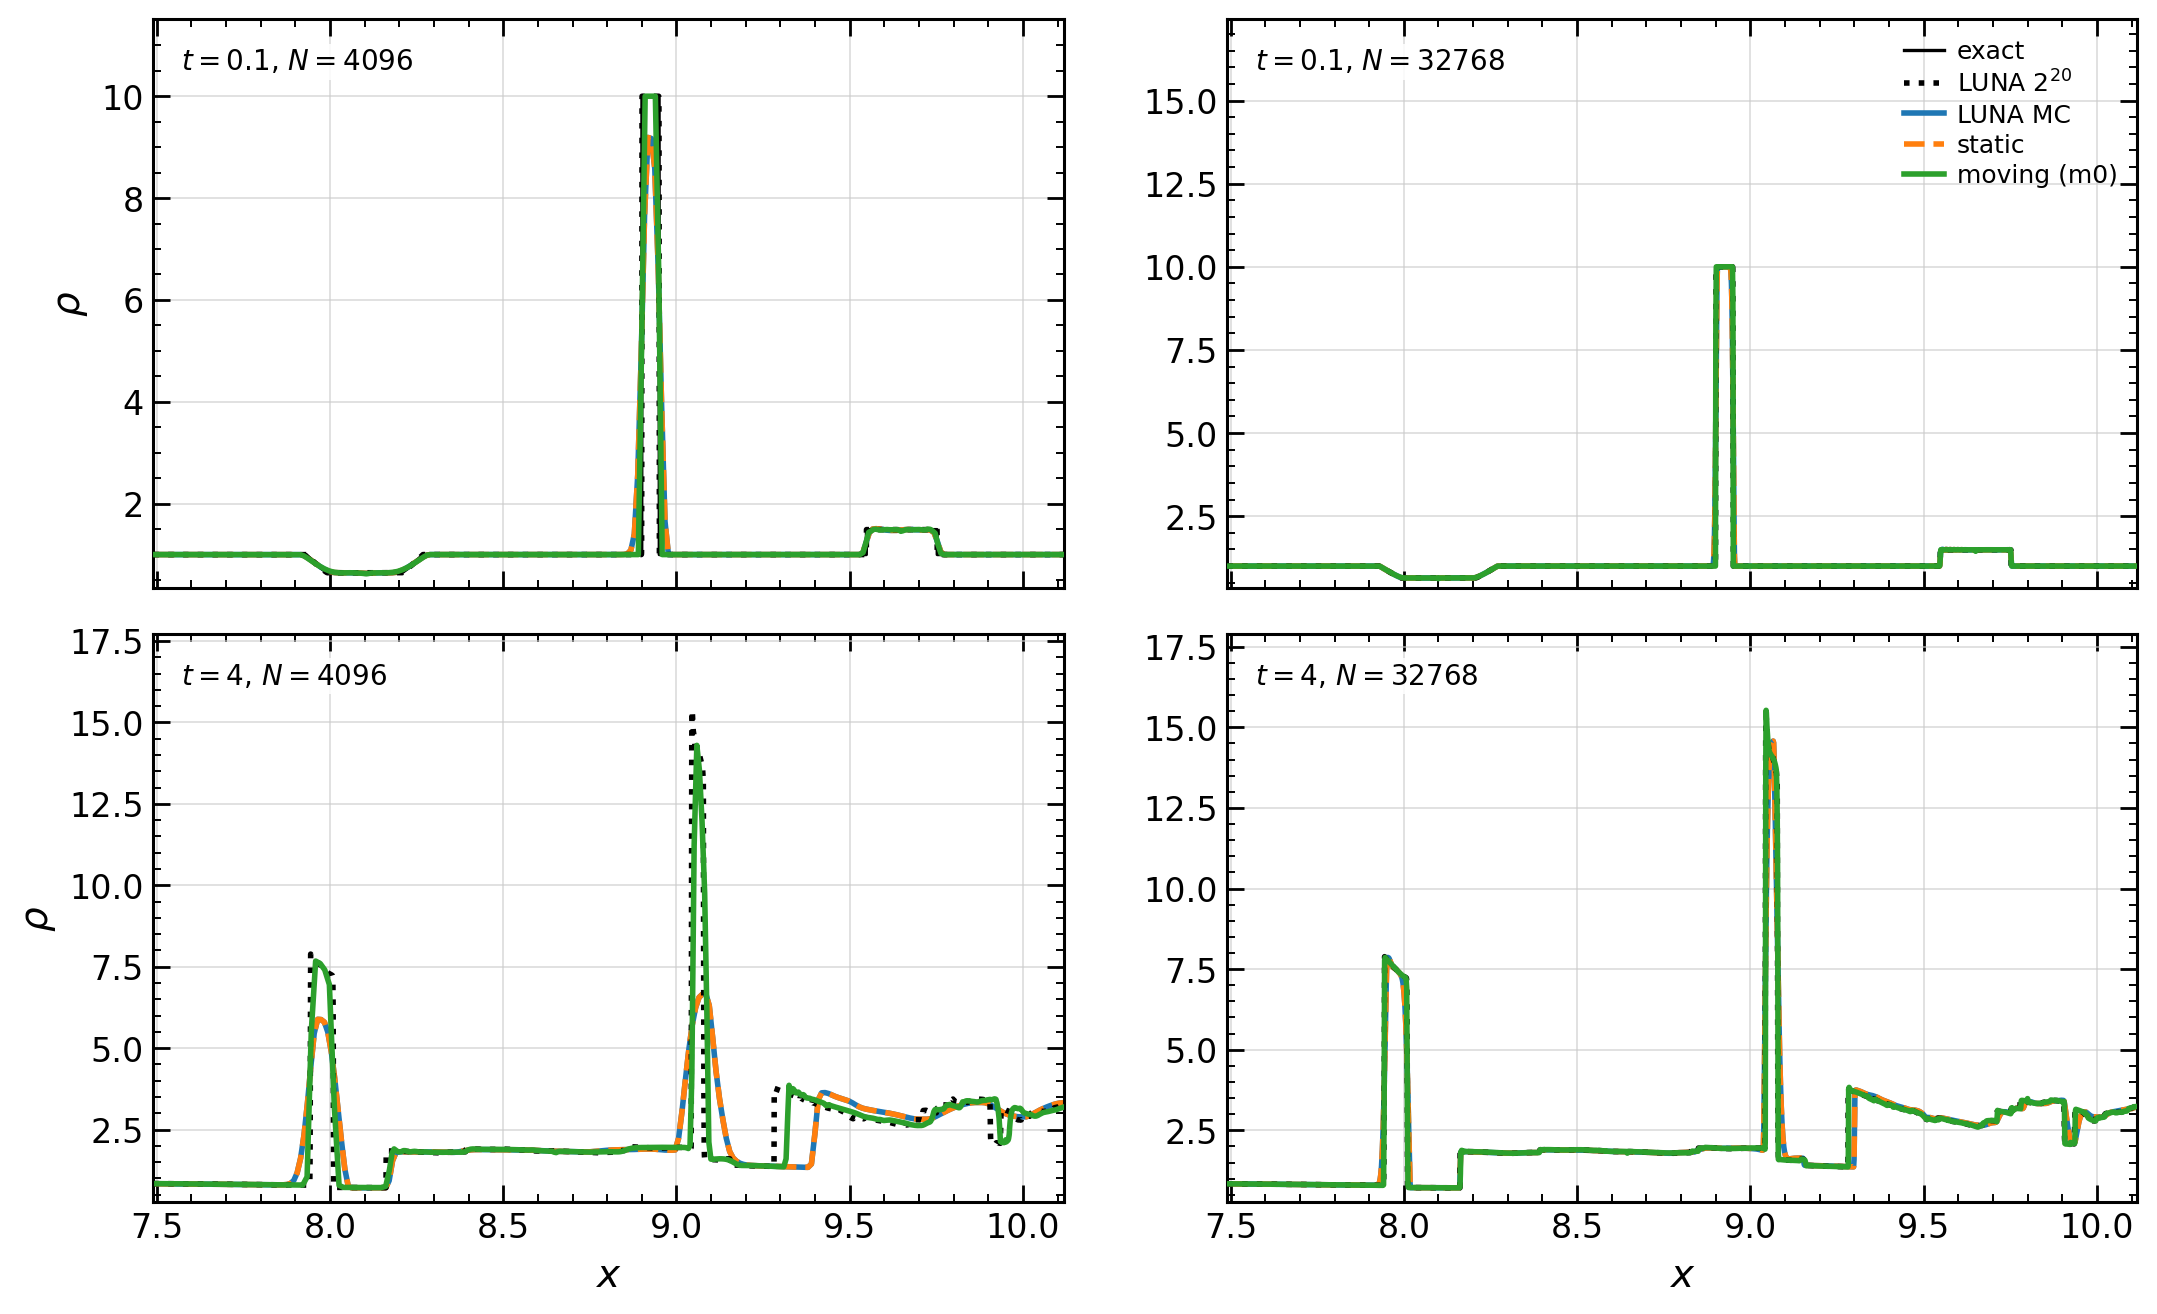 t = 0.1, N = 4096
10
8
6
4
2
ρ
t = 0.1, N = 32768
exact
LUNA 2^20
LUNA MC
static
moving (m0)
15.0
12.5
10.0
7.5
5.0
2.5
t = 4, N = 4096
17.5
15.0
12.5
10.0
7.5
5.0
2.5
ρ
7.5 8.0 8.5 9.0 9.5 10.0
x
t = 4, N = 32768
17.5
15.0
12.5
10.0
7.5
5.0
2.5
7.5 8.0 8.5 9.0 9.5 10.0
x